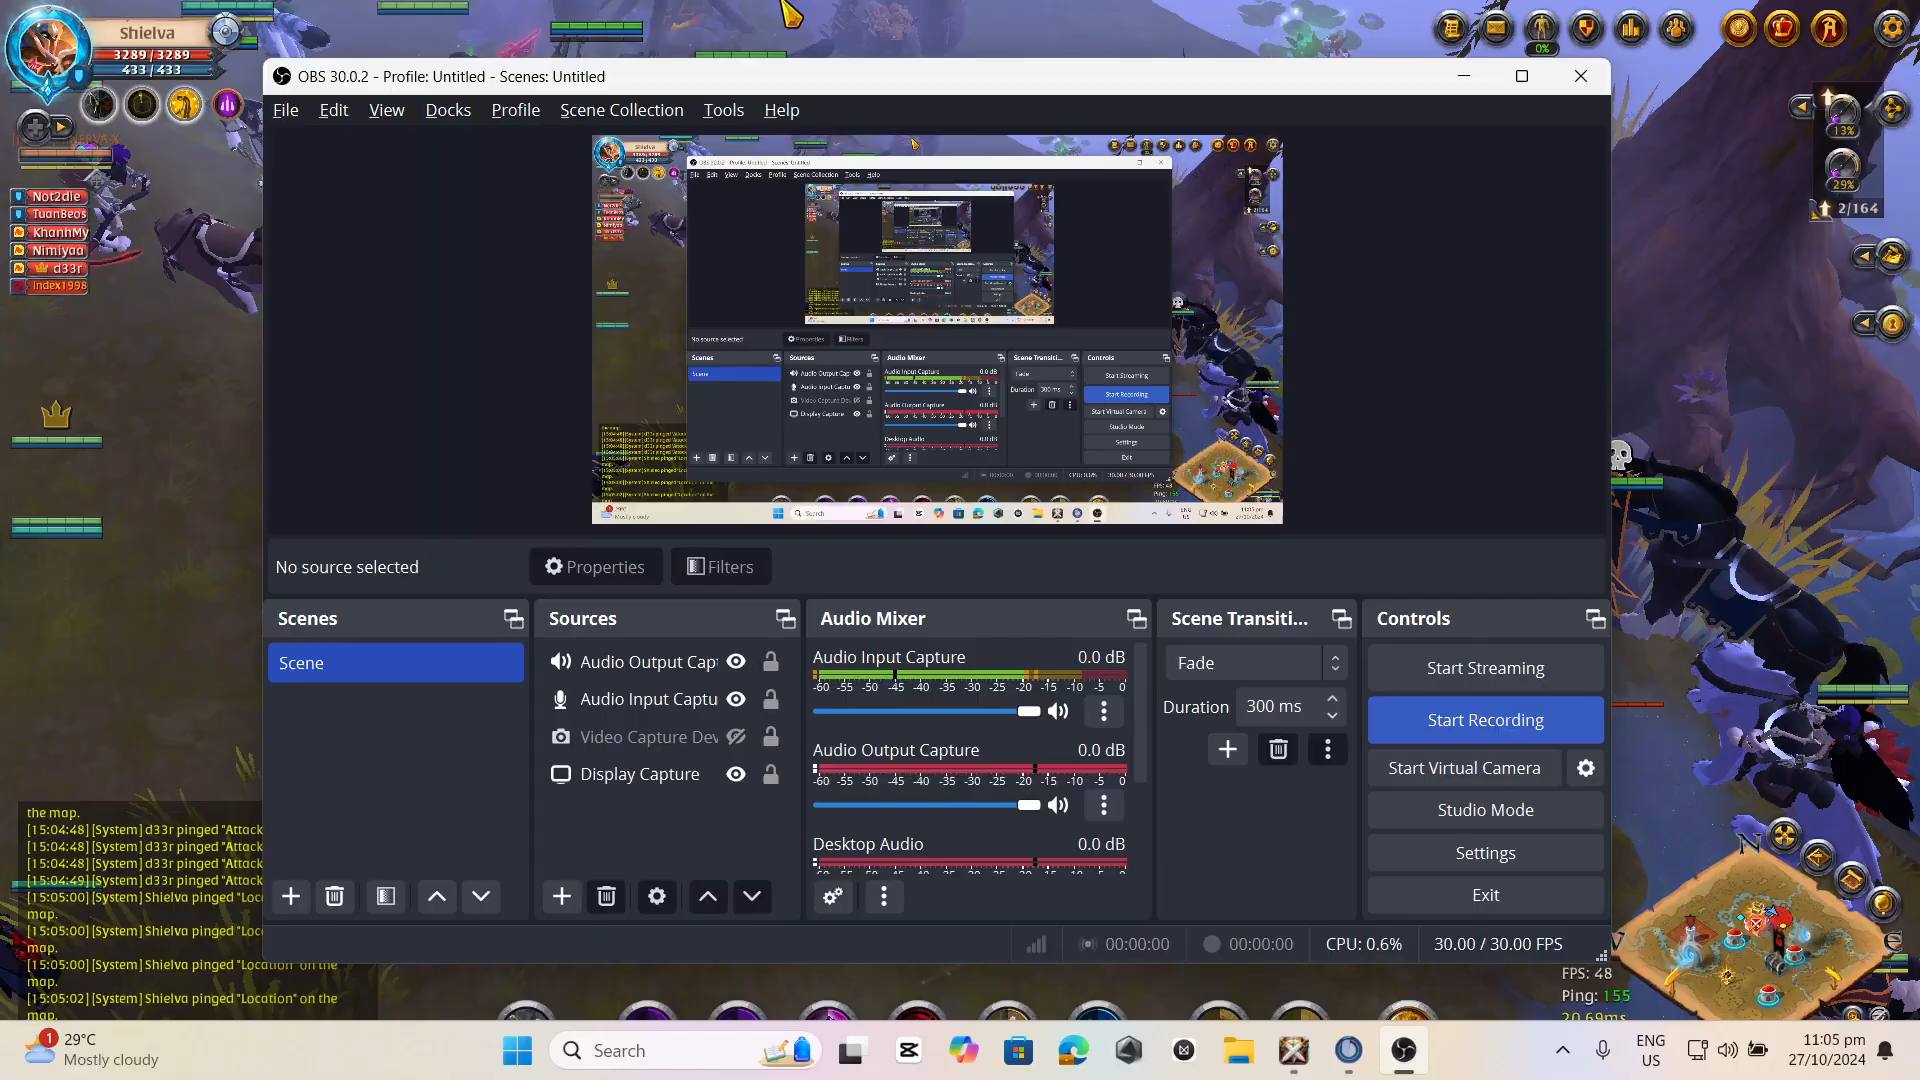 Shielva
3289 / 3289
433 / 433
0%
13%
29%
2/164
Not2die
TuanBeos
KhanhMy
Nimiyaa
d33r
Index1998
OBS 30.0.2 - Profile: Untitled - Scenes: Untitled
File Edit View Docks Profile Scene Collection Tools Help
No source selected
Properties
Filters
Scenes
Scene
Sources
Audio Output Capt
Audio Input Captu
Video Capture Dev
Display Capture
Audio Mixer
Audio Input Capture 0.0 dB
-60 -55 -50 -45 -40 -35 -30 -25 -20 -15 -10 -5 0
Audio Output Capture 0.0 dB
-60 -55 -50 -45 -40 -35 -30 -25 -20 -15 -10 -5 0
Desktop Audio 0.0 dB
Scene Transiti...
Fade
Duration 300 ms
Controls
Start Streaming
Start Recording
Start Virtual Camera
Studio Mode
Settings
Exit
00:00:00
00:00:00
CPU: 0.6%
30.00 / 30.00 FPS
the map.
[15:04:48] [System] d33r pinged "Attack
[15:04:48] [System] d33r pinged "Attack
[15:04:48] [System] d33r pinged "Attack
[15:04:49] [System] d33r pinged "Attack
[15:05:00] [System] Shielva pinged "Loc
map.
[15:05:00] [System] Shielva pinged "Loc
map.
[15:05:00] [System] Shielva pinged "Location" on the
map.
[15:05:02] [System] Shielva pinged "Location" on the
map.
FPS: 48
Ping: 155
20.69ms
N
E
1
29°C
Mostly cloudy
Search
ENG
US
11:05 pm
27/10/2024